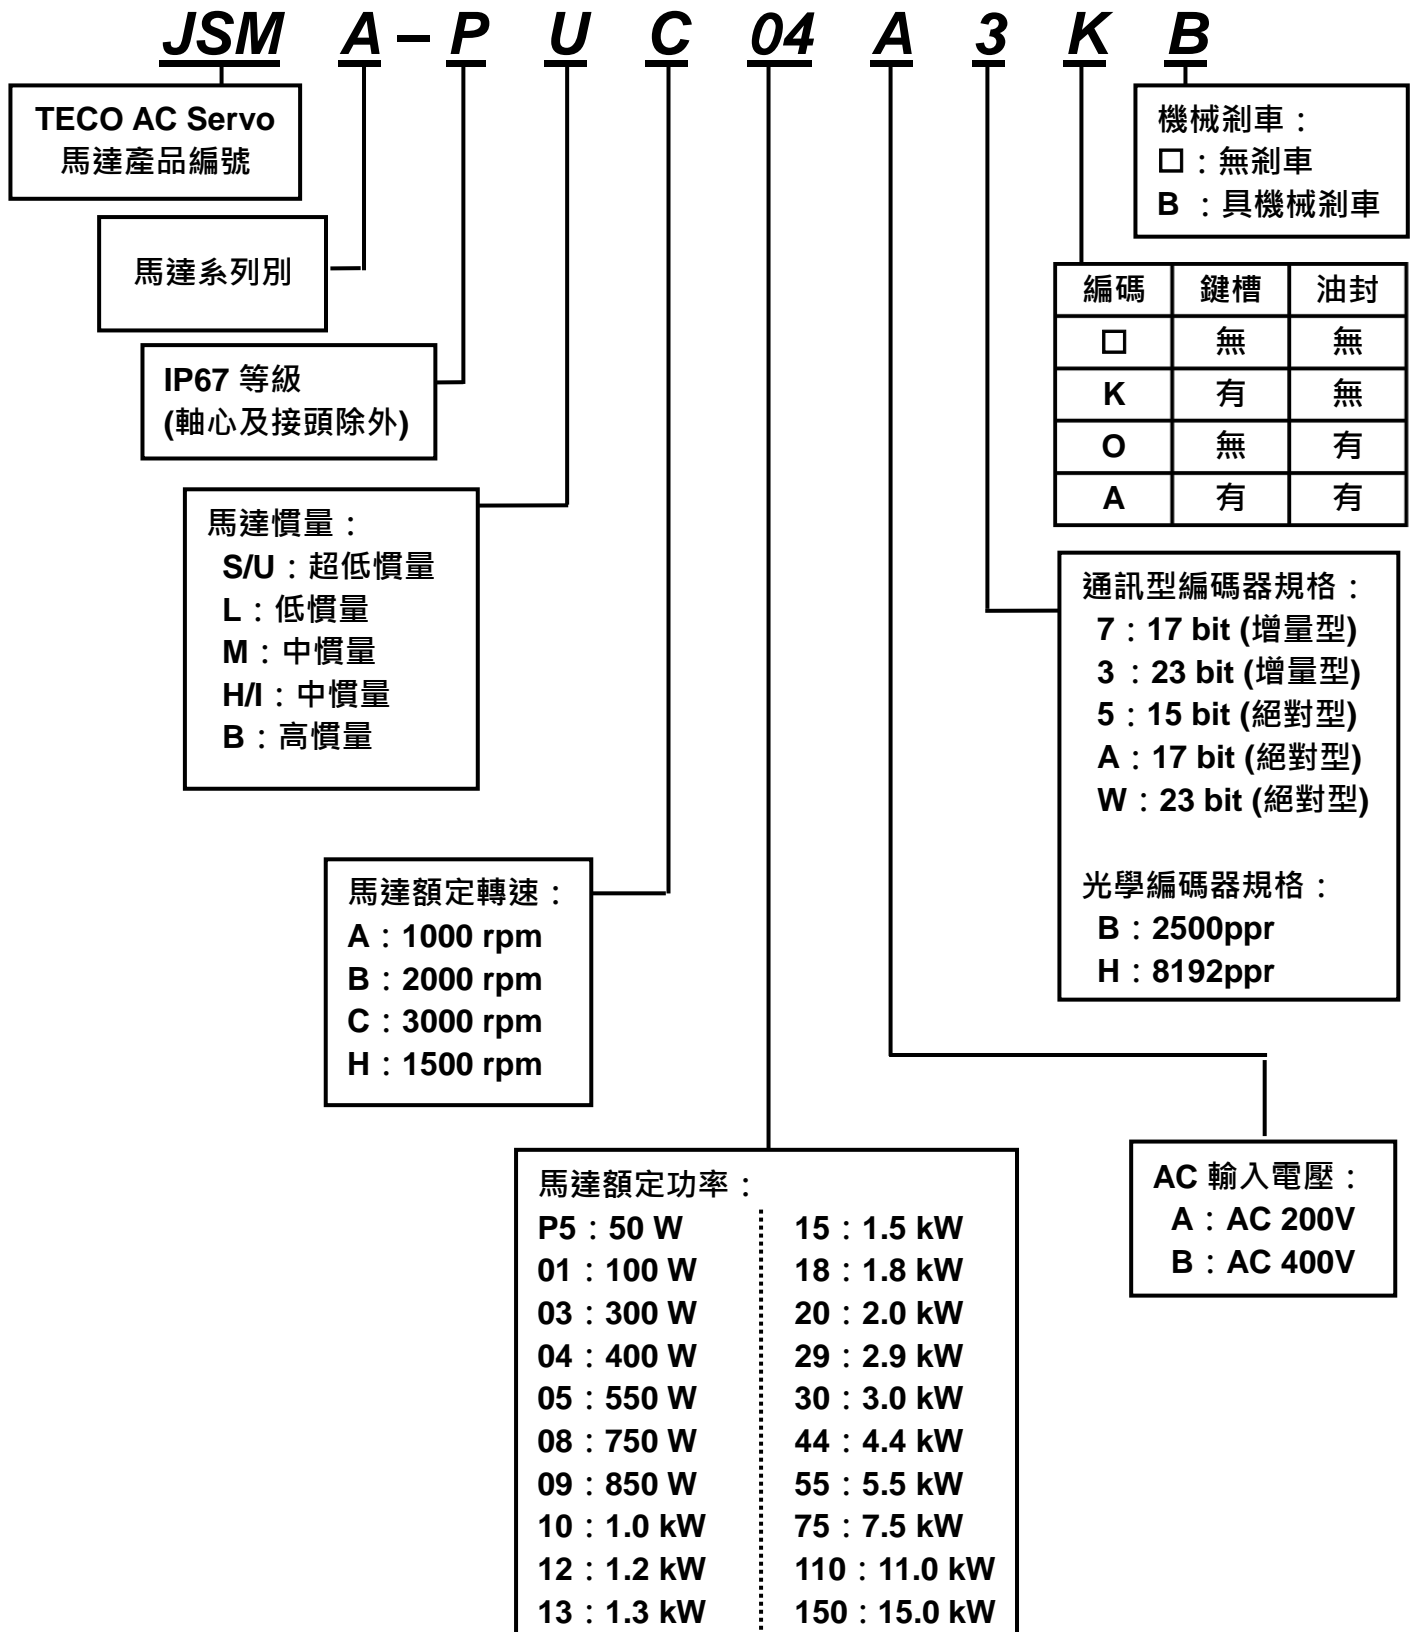 JSM A – P U C 04 A 3 K B
TECO AC Servo
馬達產品編號
馬達系列別
IP67 等級
(軸心及接頭除外)
馬達慣量：
S/U：超低慣量
L：低慣量
M：中慣量
H/I：中慣量
B：高慣量
馬達額定轉速：
A：1000 rpm
B：2000 rpm
C：3000 rpm
H：1500 rpm
馬達額定功率：
P5：50 W
01：100 W
03：300 W
04：400 W
05：550 W
08：750 W
09：850 W
10：1.0 kW
12：1.2 kW
13：1.3 kW
15：1.5 kW
18：1.8 kW
20：2.0 kW
29：2.9 kW
30：3.0 kW
44：4.4 kW
55：5.5 kW
75：7.5 kW
110：11.0 kW
150：15.0 kW
AC 輸入電壓：
A：AC 200V
B：AC 400V
通訊型編碼器規格：
7：17 bit (增量型)
3：23 bit (增量型)
5：15 bit (絕對型)
A：17 bit (絕對型)
W：23 bit (絕對型)
光學編碼器規格：
B：2500ppr
H：8192ppr
編碼 鍵槽 油封
□ 無 無
K 有 無
O 無 有
A 有 有
機械剎車：
□：無剎車
B ：具機械剎車